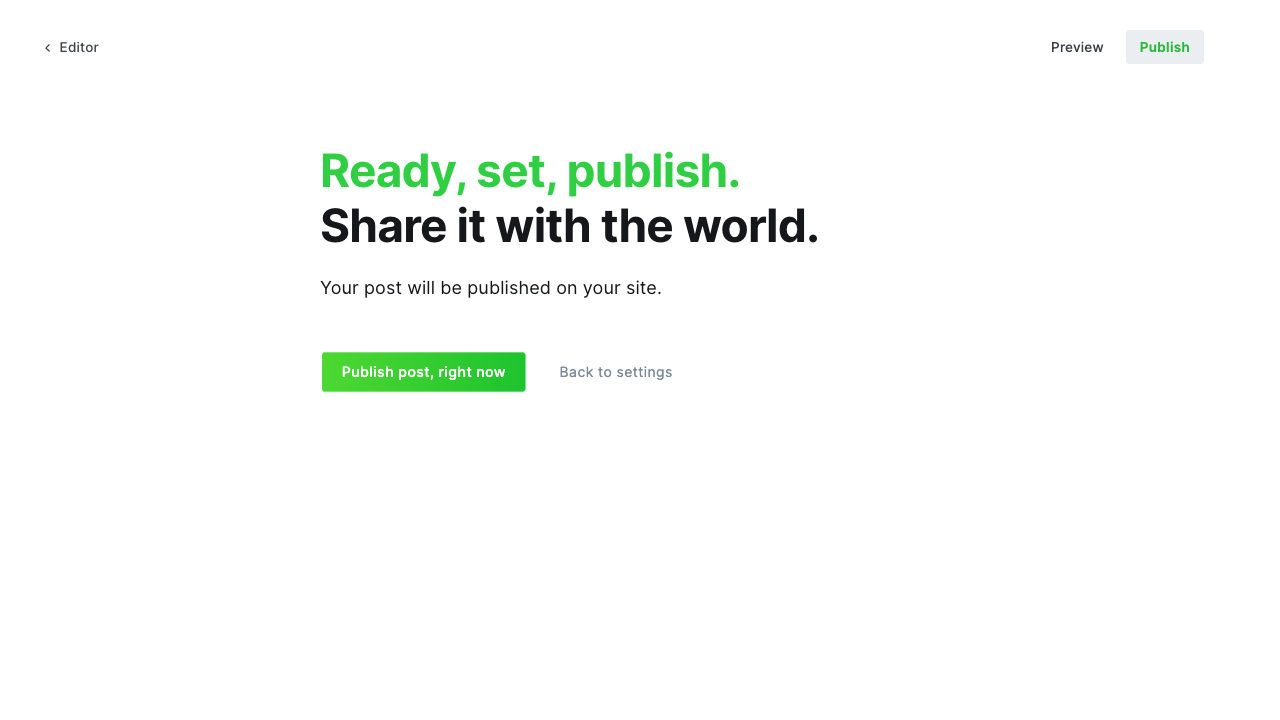 Editor
Preview
Publish
Ready, set, publish.
Share it with the world.
Your post will be published on your site.
Publish post, right now
Back to settings